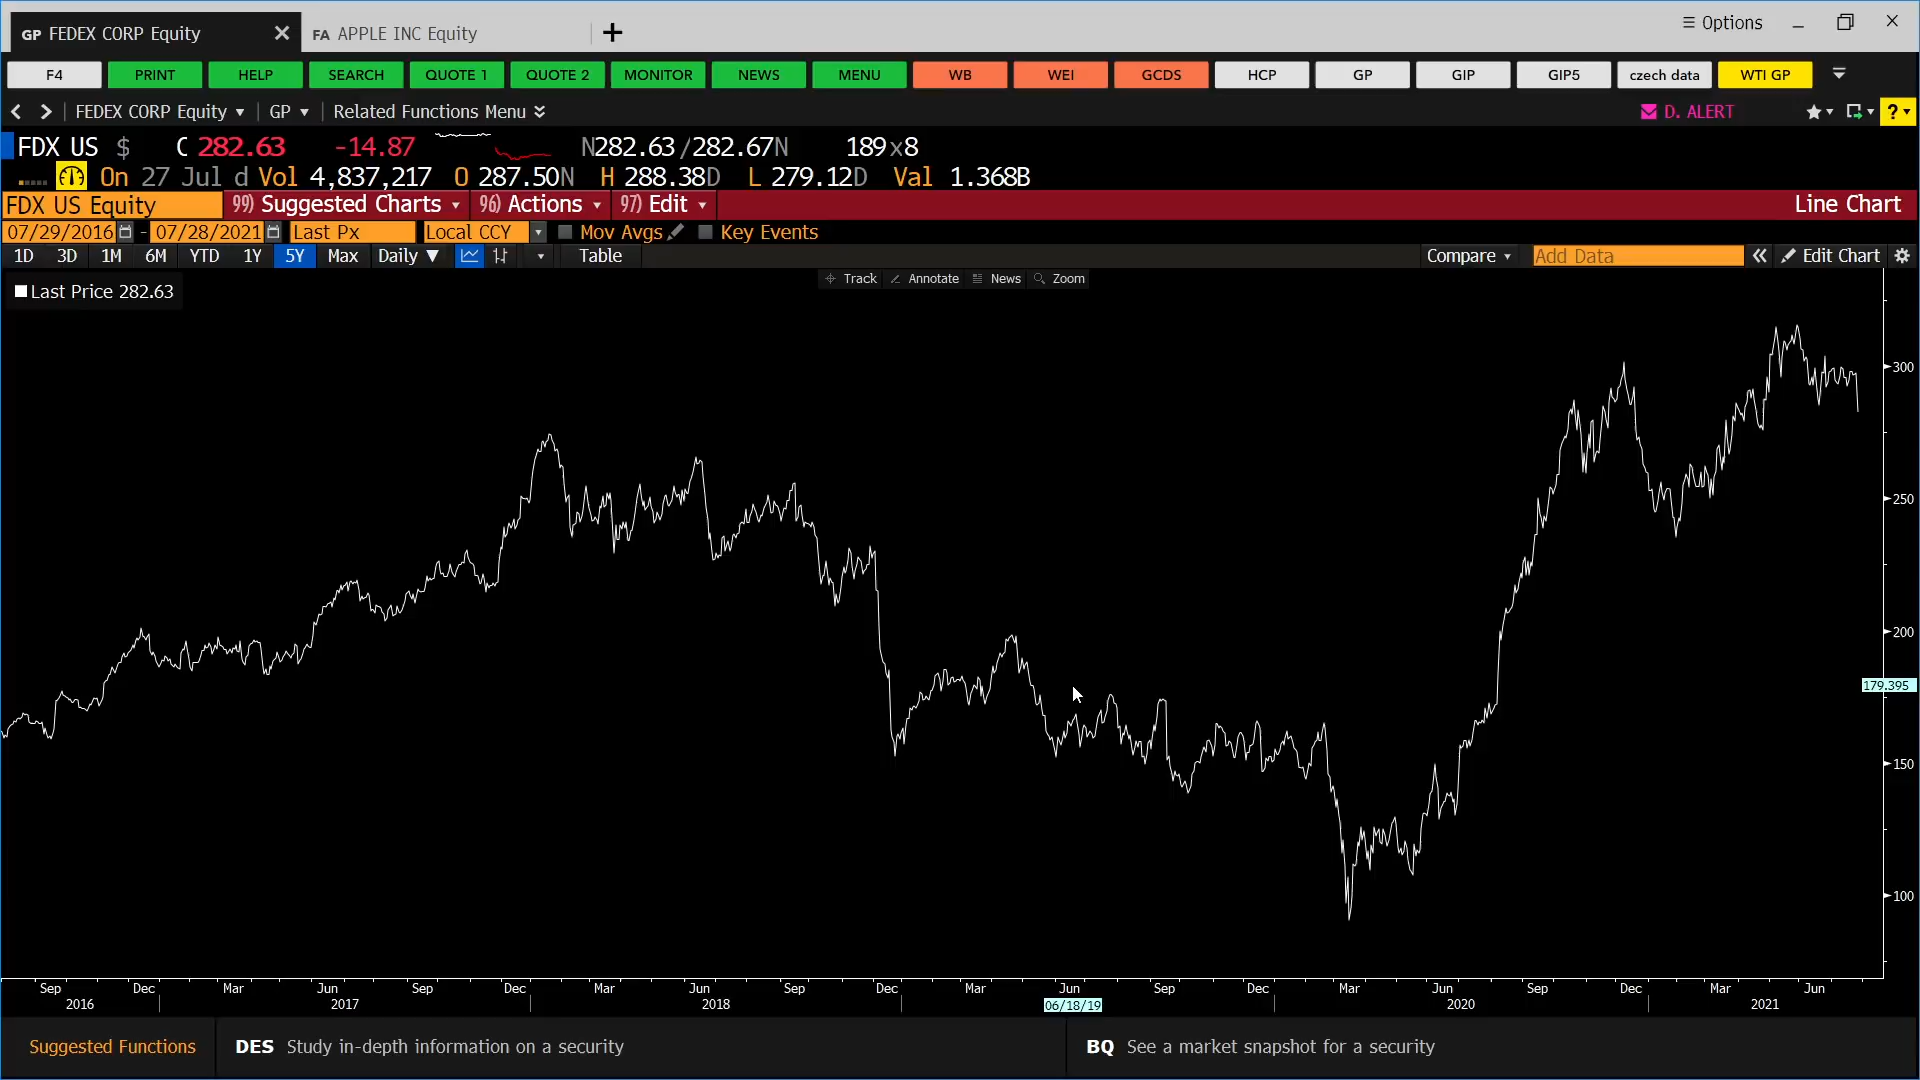 GP FEDEX CORP Equity FA APPLE INC Equity Options
F4 PRINT HELP SEARCH QUOTE 1 QUOTE 2 MONITOR NEWS MENU WB WEI GCDS HCP GP GIP GIP5 czech data WTI GP
FEDEX CORP Equity GP Related Functions Menu D. ALERT ?
FDX US $ C 282.63 -14.87 N282.63/282.67N 189x8
On 27 Jul d Vol 4,837,217 O 287.50N H 288.38D L 279.12D Val 1.368B
FDX US Equity 99) Suggested Charts 96) Actions 97) Edit Line Chart
07/29/2016 - 07/28/2021 Last Px Local CCY Mov Avgs Key Events
1D 3D 1M 6M YTD 1Y 5Y Max Daily Table Compare Add Data Edit Chart
Track Annotate News Zoom
Last Price 282.63
300
250
200
179.395
150
100
Sep Dec Mar Jun Sep Dec Mar Jun Sep Dec Mar Jun Sep Dec Mar Jun Sep Dec Mar Jun
2016 2017 2018 06/18/19 2020 2021
Suggested Functions DES Study in-depth information on a security BQ See a market snapshot for a security